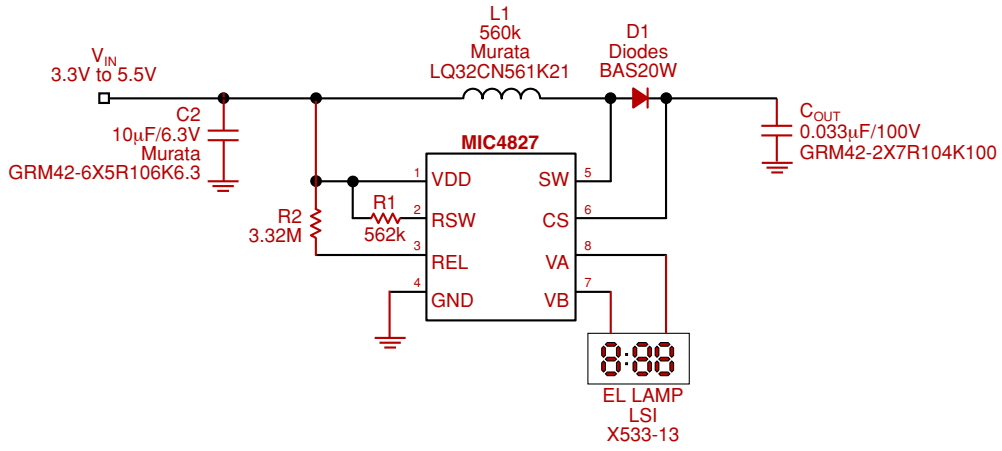 L1
560k
Murata
LQ32CN561K21
D1
Diodes
BAS20W
VIN
3.3V to 5.5V
C2
10μF/6.3V
Murata
GRM42-6X5R106K6.3
COUT
0.033μF/100V
GRM42-2X7R104K100
MIC4827
1
VDD
SW
5
R1
562k
2
RSW
CS
6
R2
3.32M
3
REL
VA
8
4
GND
VB
7
8:88
EL LAMP
LSI
X533-13